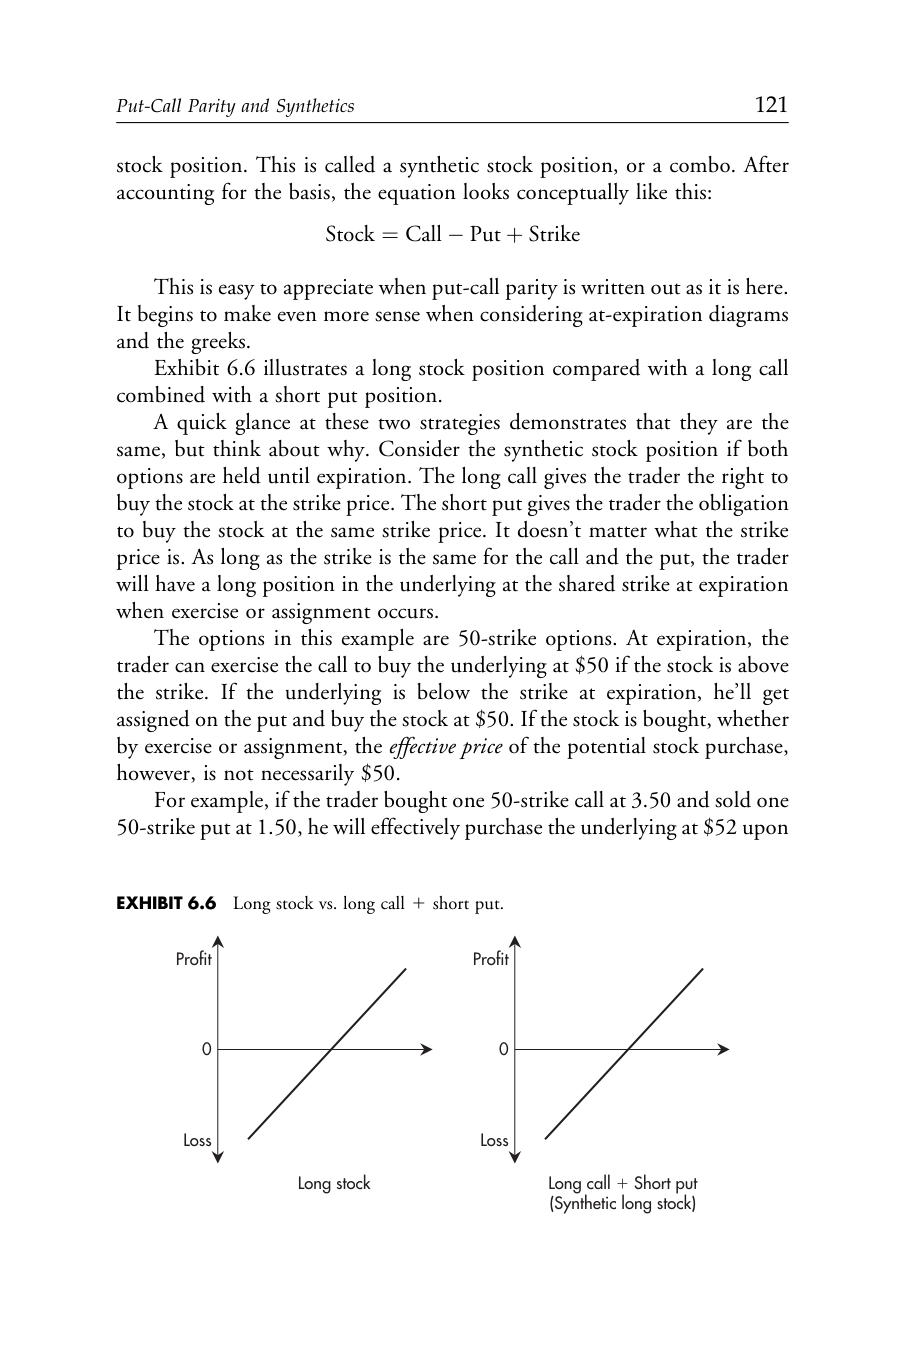 Put-Call Parity and Synthetics 121
stock position. This is called a synthetic stock position, or a combo. After
accounting for the basis, the equation looks conceptually like this:
Stock = Call − Put + Strike
This is easy to appreciate when put-call parity is written out as it is here.
It begins to make even more sense when considering at-expiration diagrams
and the greeks.
Exhibit 6.6 illustrates a long stock position compared with a long call
combined with a short put position.
A quick glance at these two strategies demonstrates that they are the
same, but think about why. Consider the synthetic stock position if both
options are held until expiration. The long call gives the trader the right to
buy the stock at the strike price. The short put gives the trader the obligation
to buy the stock at the same strike price. It doesn’t matter what the strike
price is. As long as the strike is the same for the call and the put, the trader
will have a long position in the underlying at the shared strike at expiration
when exercise or assignment occurs.
The options in this example are 50-strike options. At expiration, the
trader can exercise the call to buy the underlying at $50 if the stock is above
the strike. If the underlying is below the strike at expiration, he’ll get
assigned on the put and buy the stock at $50. If the stock is bought, whether
by exercise or assignment, the effective price of the potential stock purchase,
however, is not necessarily $50.
For example, if the trader bought one 50-strike call at 3.50 and sold one
50-strike put at 1.50, he will effectively purchase the underlying at $52 upon
EXHIBIT 6.6 Long stock vs. long call + short put.
Profit
0
Loss
Long stock
Profit
0
Loss
Long call + Short put
(Synthetic long stock)